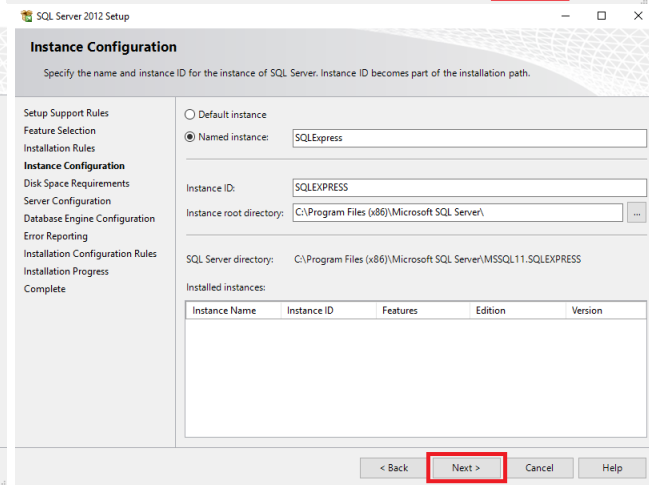 SQL Server 2012 Setup
Instance Configuration
Specify the name and instance ID for the instance of SQL Server. Instance ID becomes part of the installation path.
Setup Support Rules
Feature Selection
Installation Rules
Instance Configuration
Disk Space Requirements
Server Configuration
Database Engine Configuration
Error Reporting
Installation Configuration Rules
Installation Progress
Complete
Default instance
Named instance: SQLExpress
Instance ID: SQLEXPRESS
Instance root directory: C:\Program Files (x86)\Microsoft SQL Server\ ...
SQL Server directory: C:\Program Files (x86)\Microsoft SQL Server\MSSQL11.SQLEXPRESS
Installed instances:
Instance Name Instance ID Features Edition Version
< Back Next > Cancel Help